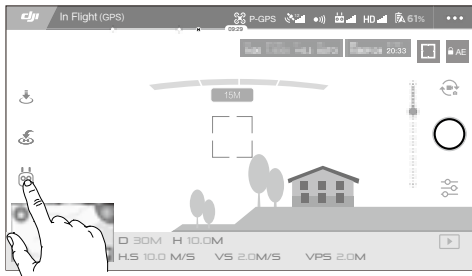 dji In Flight (GPS) P-GPS HD 61%
09:29
20:33 AE
15M
D 30M H 10.0M
H.S 10.0 M/S VS 2.0M/S VPS 2.0M